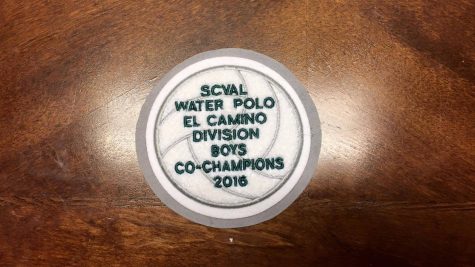 SCVAL
WATER POLO
EL CAMINO
DIVISION
BOYS
CO-CHAMPIONS
2016